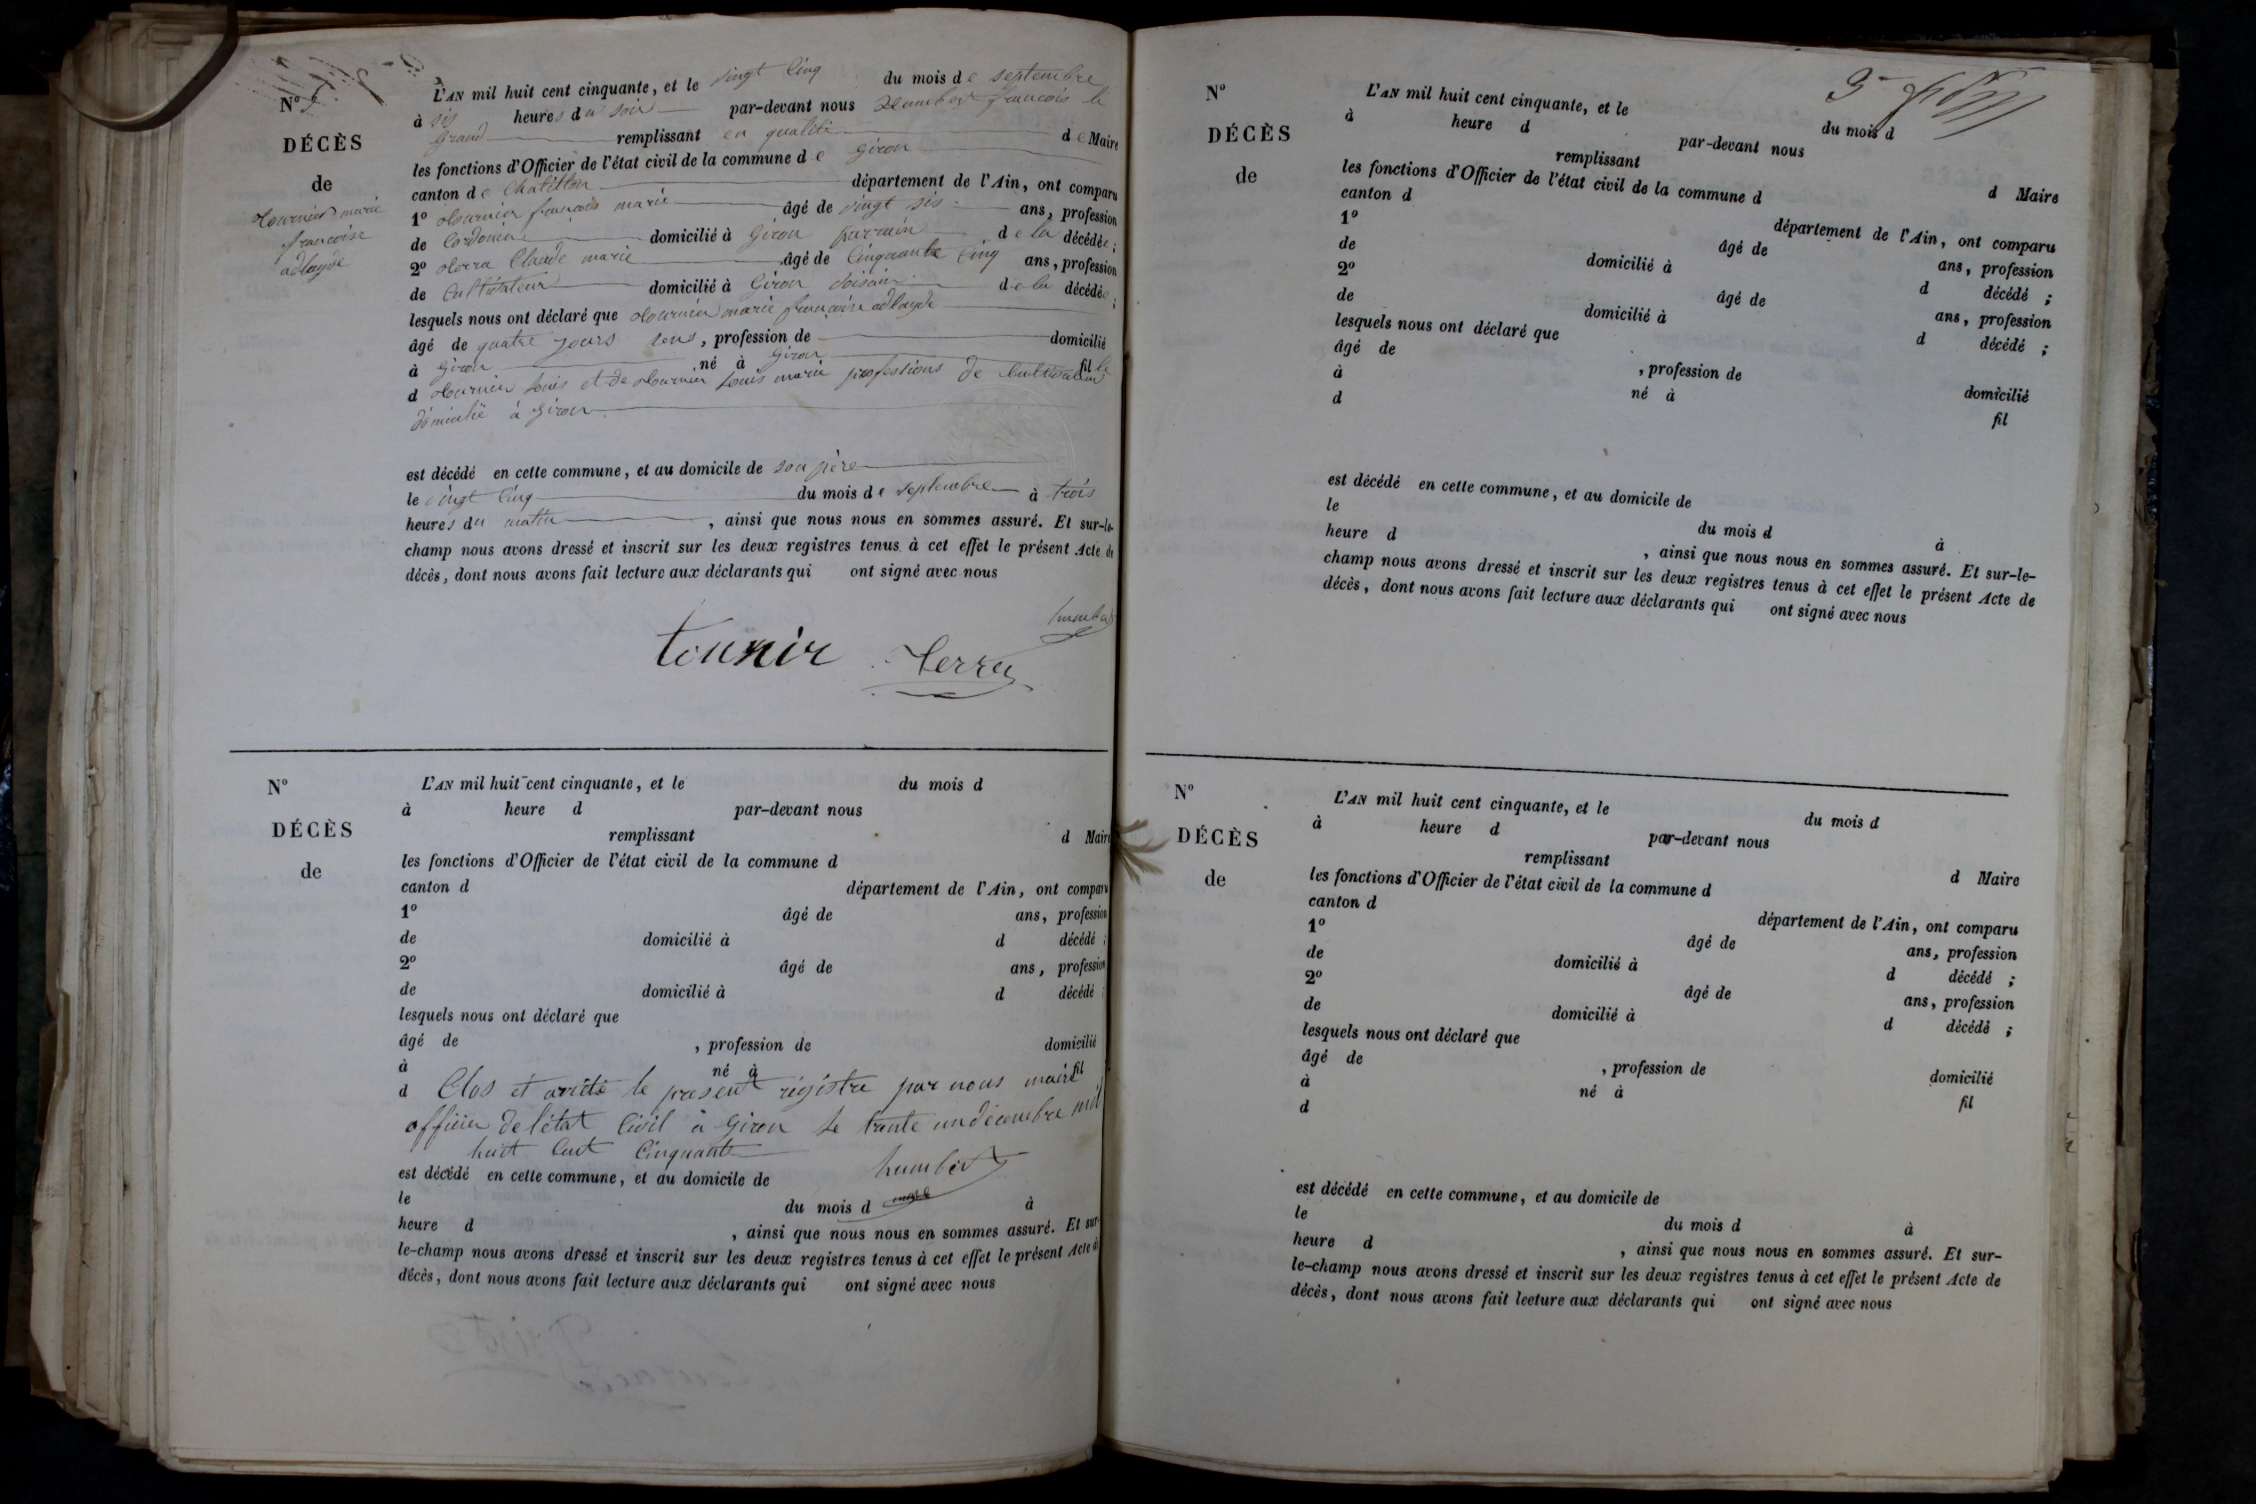 N° 5
DÉCÈS
de
tournier marie
françoise
adlayde
L'AN mil huit cent cinquante, et le vingt Cinq du mois de septembre
à sis heures du soir par-devant nous humbert francois le
grand remplissant en qualité de Maire
les fonctions d'Officier de l'état civil de la commune de Giron
canton de Chatillon département de l'Ain, ont comparu
1° tournier françois marie âgé de vingt sis ans, profession
de Cordonier domicilié à Giron parrain de la décédée ;
2° terra Claude marie âgé de Cinquante Cinq ans, profession
de Cultivateur domicilié à Giron voisin de la décédée ;
lesquels nous ont déclaré que tournier marie françoise adlayde
âgé de quatre jours , profession de domicilié
à Giron né à Giron fille
d tournier louis et de tournier louis marie professions de Cultivateur
domicilié à Giron
est décédé en cette commune, et au domicile de son père
le vingt Cinq du mois de septembre à trois
heures du matin , ainsi que nous nous en sommes assuré. Et sur-le-
champ nous avons dressé et inscrit sur les deux registres tenus à cet effet le présent Acte de
décès, dont nous avons fait lecture aux déclarants qui ont signé avec nous
humbert
tournir terra
N°
DÉCÈS
de
L'AN mil huit cent cinquante, et le du mois d
à heure d par-devant nous
remplissant d Maire
les fonctions d'Officier de l'état civil de la commune d
canton d département de l'Ain, ont comparu
1° âgé de ans, profession
de domicilié à d décédé ;
2° âgé de ans, profession
de domicilié à d décédé ;
lesquels nous ont déclaré que
âgé de , profession de domicilié
à né à fil
d Clos et arrêté le present régistre par nous maire
officier de létat Civil à Giron le trante un décembre mil
huit Cent Cinquante
humbert
est décédé en cette commune, et au domicile de
le du mois d à
heure d , ainsi que nous nous en sommes assuré. Et sur-
le-champ nous avons dressé et inscrit sur les deux registres tenus à cet effet le présent Acte de
décès, dont nous avons fait lecture aux déclarants qui ont signé avec nous
N°
DÉCÈS
de
L'AN mil huit cent cinquante, et le du mois d
à heure d par-devant nous
remplissant d Maire
les fonctions d'Officier de l'état civil de la commune d
canton d département de l'Ain, ont comparu
1° âgé de ans, profession
de domicilié à d décédé ;
2° âgé de ans, profession
de domicilié à d décédé ;
lesquels nous ont déclaré que
âgé de , profession de domicilié
à né à fil
d
est décédé en cette commune, et au domicile de
le du mois d à
heure d , ainsi que nous nous en sommes assuré. Et sur-le-
champ nous avons dressé et inscrit sur les deux registres tenus à cet effet le présent Acte de
décès, dont nous avons fait lecture aux déclarants qui ont signé avec nous
N°
DÉCÈS
de
L'AN mil huit cent cinquante, et le du mois d
à heure d par-devant nous
remplissant d Maire
les fonctions d'Officier de l'état civil de la commune d
canton d département de l'Ain, ont comparu
1° âgé de ans, profession
de domicilié à d décédé ;
2° âgé de ans, profession
de domicilié à d décédé ;
lesquels nous ont déclaré que
âgé de , profession de domicilié
à né à fil
d
est décédé en cette commune, et au domicile de
le du mois d à
heure d , ainsi que nous nous en sommes assuré. Et sur-
le-champ nous avons dressé et inscrit sur les deux registres tenus à cet effet le présent Acte de
décès, dont nous avons fait lecture aux déclarants qui ont signé avec nous